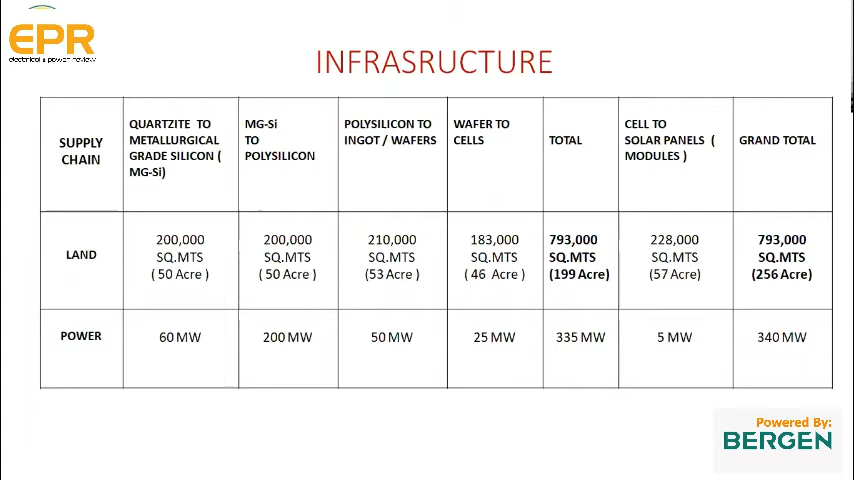 EPR
electrical & power review
INFRASRUCTURE
SUPPLY
CHAIN
QUARTZITE TO
METALLURGICAL
GRADE SILICON (
MG-Si)
MG-Si
TO
POLYSILICON
POLYSILICON TO
INGOT / WAFERS
WAFER TO
CELLS
TOTAL
CELL TO
SOLAR PANELS (
MODULES )
GRAND TOTAL
LAND
200,000
SQ.MTS
( 50 Acre )
200,000
SQ.MTS
( 50 Acre )
210,000
SQ.MTS
(53 Acre )
183,000
SQ.MTS
( 46 Acre )
793,000
SQ.MTS
(199 Acre)
228,000
SQ.MTS
(57 Acre)
793,000
SQ.MTS
(256 Acre)
POWER
60 MW
200 MW
50 MW
25 MW
335 MW
5 MW
340 MW
Powered By:
BERGEN